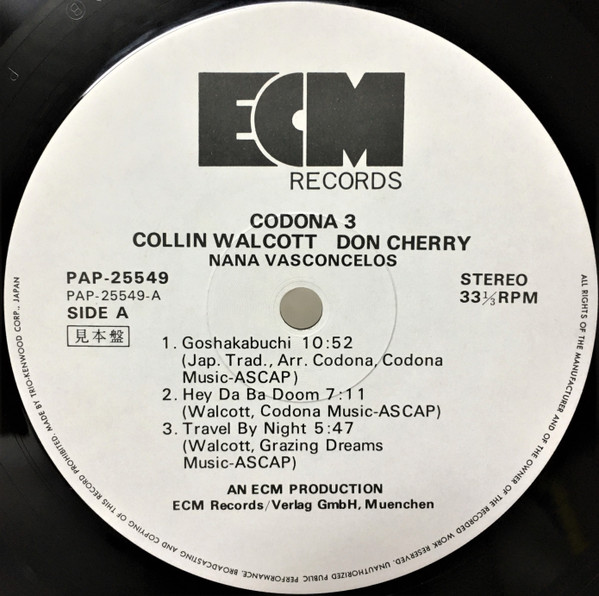 ECM
RECORDS
CODONA 3
COLLIN WALCOTT DON CHERRY
NANA VASCONCELOS
PAP-25549
PAP-25549-A
SIDE A
見本盤
STEREO
33⅓RPM
1. Goshakabuchi 10:52
(Jap. Trad., Arr. Codona, Codona
Music-ASCAP)
2. Hey Da Ba Doom 7:11
(Walcott, Codona Music-ASCAP)
3. Travel By Night 5:47
(Walcott, Grazing Dreams
Music-ASCAP)
AN ECM PRODUCTION
ECM Records/Verlag GmbH, Muenchen
ALL RIGHTS OF THE MANUFACTURER AND OF THE OWNER OF THE RECORDED WORK RESERVED. UNAUTHORIZED PUBLIC PERFORMANCE, BROADCASTING AND COPYING OF THIS RECORD PROHIBITED. MADE BY TRIO-KENWOOD CORP., JAPAN